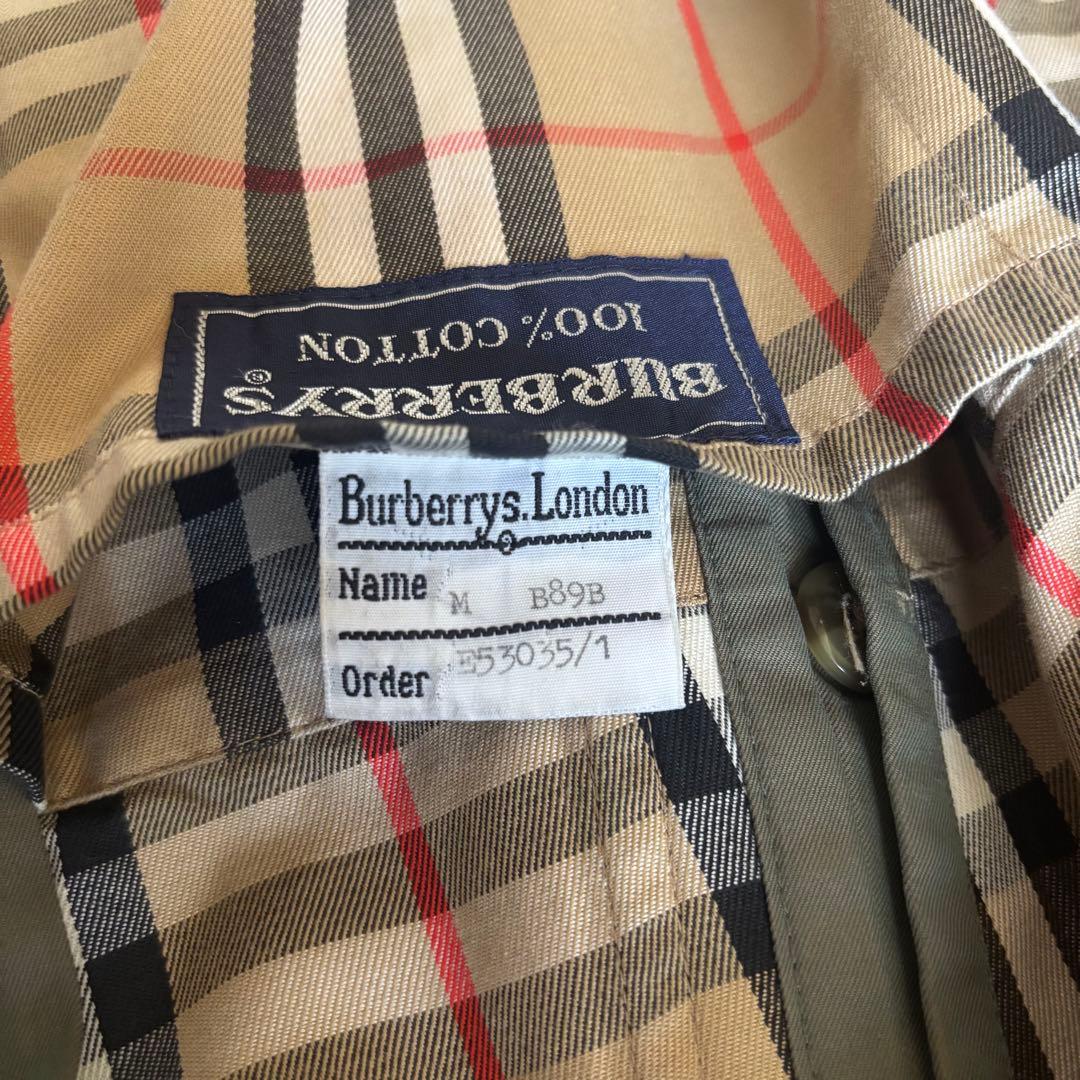 BURBERRYS®
100% COTTON
Burberrys. London
Name M B89B
Order E53035/1